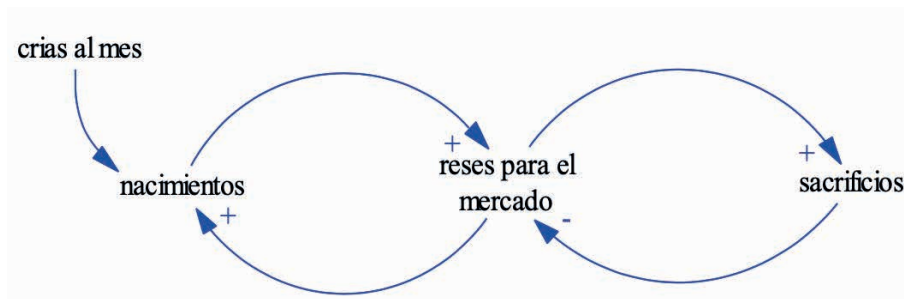 crias al mes
+
+
reses para el
mercado
nacimientos
sacrificios
+
-